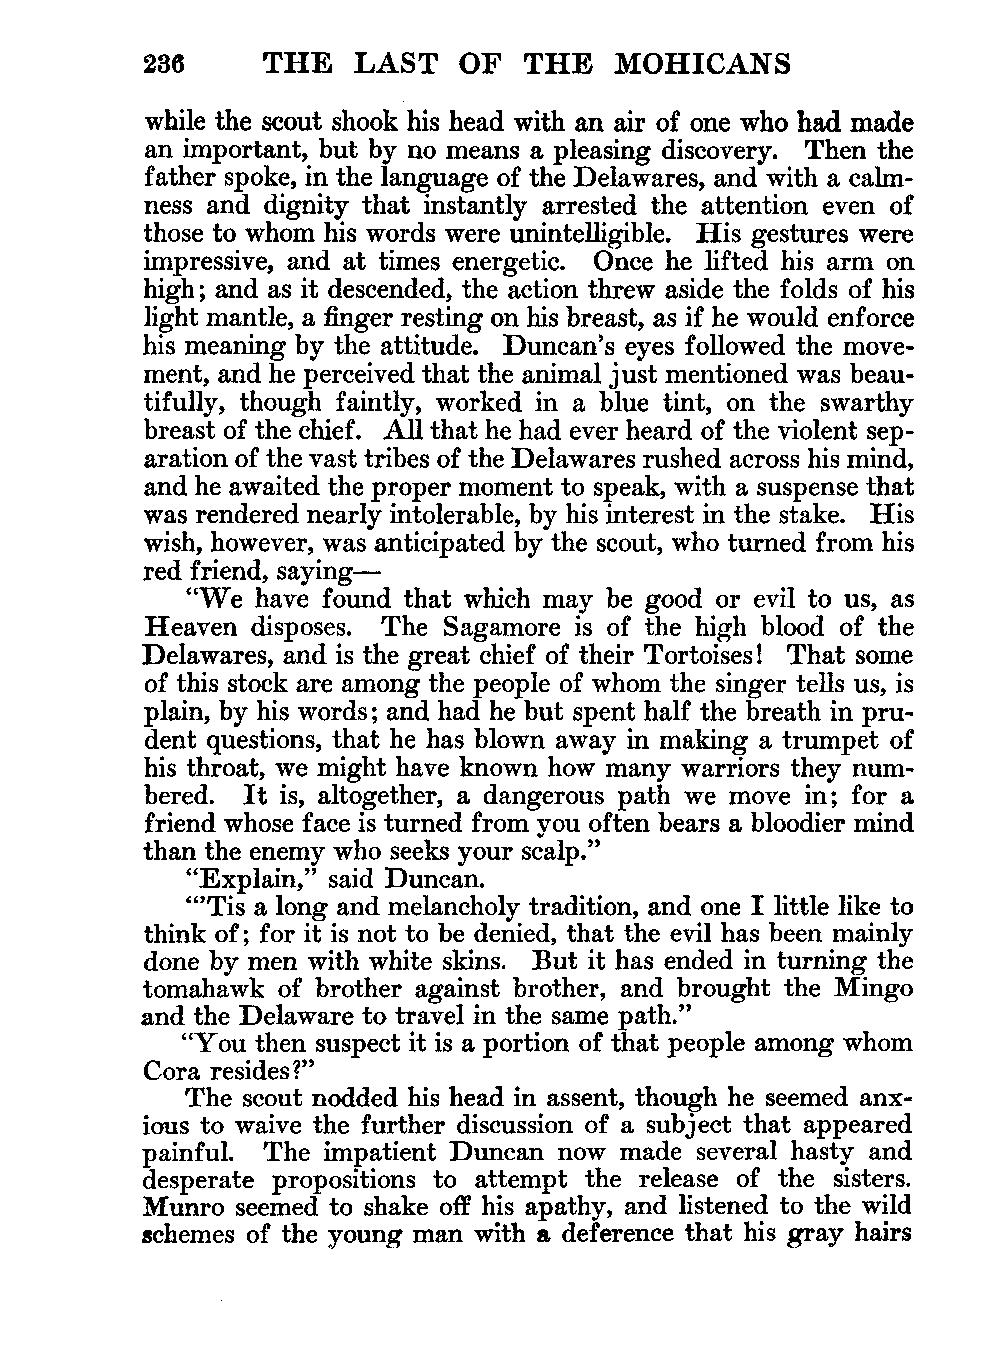 236 THE LAST OF THE MOHICANS
while the scout shook his head with an air of one who had made
an important, but by no means a pleasing discovery. Then the
father spoke, in the language of the Delawares, and with a calm-
ness and dignity that instantly arrested the attention even of
those to whom his words were unintelligible. His gestures were
impressive, and at times energetic. Once he lifted his arm on
high; and as it descended, the action threw aside the folds of his
light mantle, a finger resting on his breast, as if he would enforce
his meaning by the attitude. Duncan's eyes followed the move-
ment, and he perceived that the animal just mentioned was beau-
tifully, though faintly, worked in a blue tint, on the swarthy
breast of the chief. All that he had ever heard of the violent sep-
aration of the vast tribes of the Delawares rushed across his mind,
and he awaited the proper moment to speak, with a suspense that
was rendered nearly intolerable, by his interest in the stake. His
wish, however, was anticipated by the scout, who turned from his
red friend, saying—
"We have found that which may be good or evil to us, as
Heaven disposes. The Sagamore is of the high blood of the
Delawares, and is the great chief of their Tortoises! That some
of this stock are among the people of whom the singer tells us, is
plain, by his words; and had he but spent half the breath in pru-
dent questions, that he has blown away in making a trumpet of
his throat, we might have known how many warriors they num-
bered. It is, altogether, a dangerous path we move in; for a
friend whose face is turned from you often bears a bloodier mind
than the enemy who seeks your scalp."
"Explain," said Duncan.
"'Tis a long and melancholy tradition, and one I little like to
think of; for it is not to be denied, that the evil has been mainly
done by men with white skins. But it has ended in turning the
tomahawk of brother against brother, and brought the Mingo
and the Delaware to travel in the same path."
"You then suspect it is a portion of that people among whom
Cora resides?"
The scout nodded his head in assent, though he seemed anx-
ious to waive the further discussion of a subject that appeared
painful. The impatient Duncan now made several hasty and
desperate propositions to attempt the release of the sisters.
Munro seemed to shake off his apathy, and listened to the wild
schemes of the young man with a deference that his gray hairs